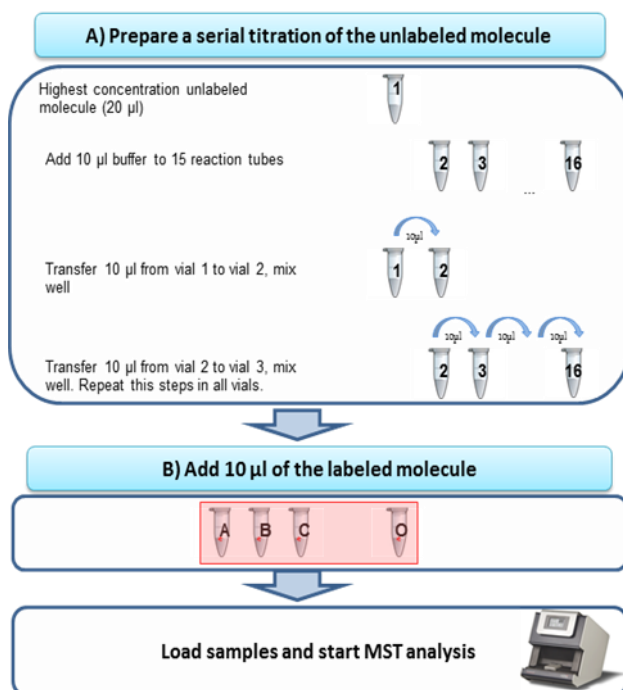 A) Prepare a serial titration of the unlabeled molecule
Highest concentration unlabeled
molecule (20 µl)
1
Add 10 µl buffer to 15 reaction tubes
2 3 16
...
10µl
Transfer 10 µl from vial 1 to vial 2, mix
well
1 2
10µl 10µl 10µl
Transfer 10 µl from vial 2 to vial 3, mix
well. Repeat this steps in all vials.
2 3 16
B) Add 10 µl of the labeled molecule
A B C O
Load samples and start MST analysis